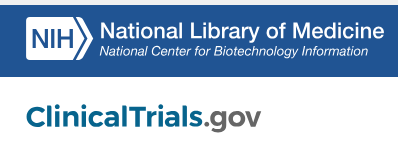 NIH National Library of Medicine
National Center for Biotechnology Information
ClinicalTrials.gov